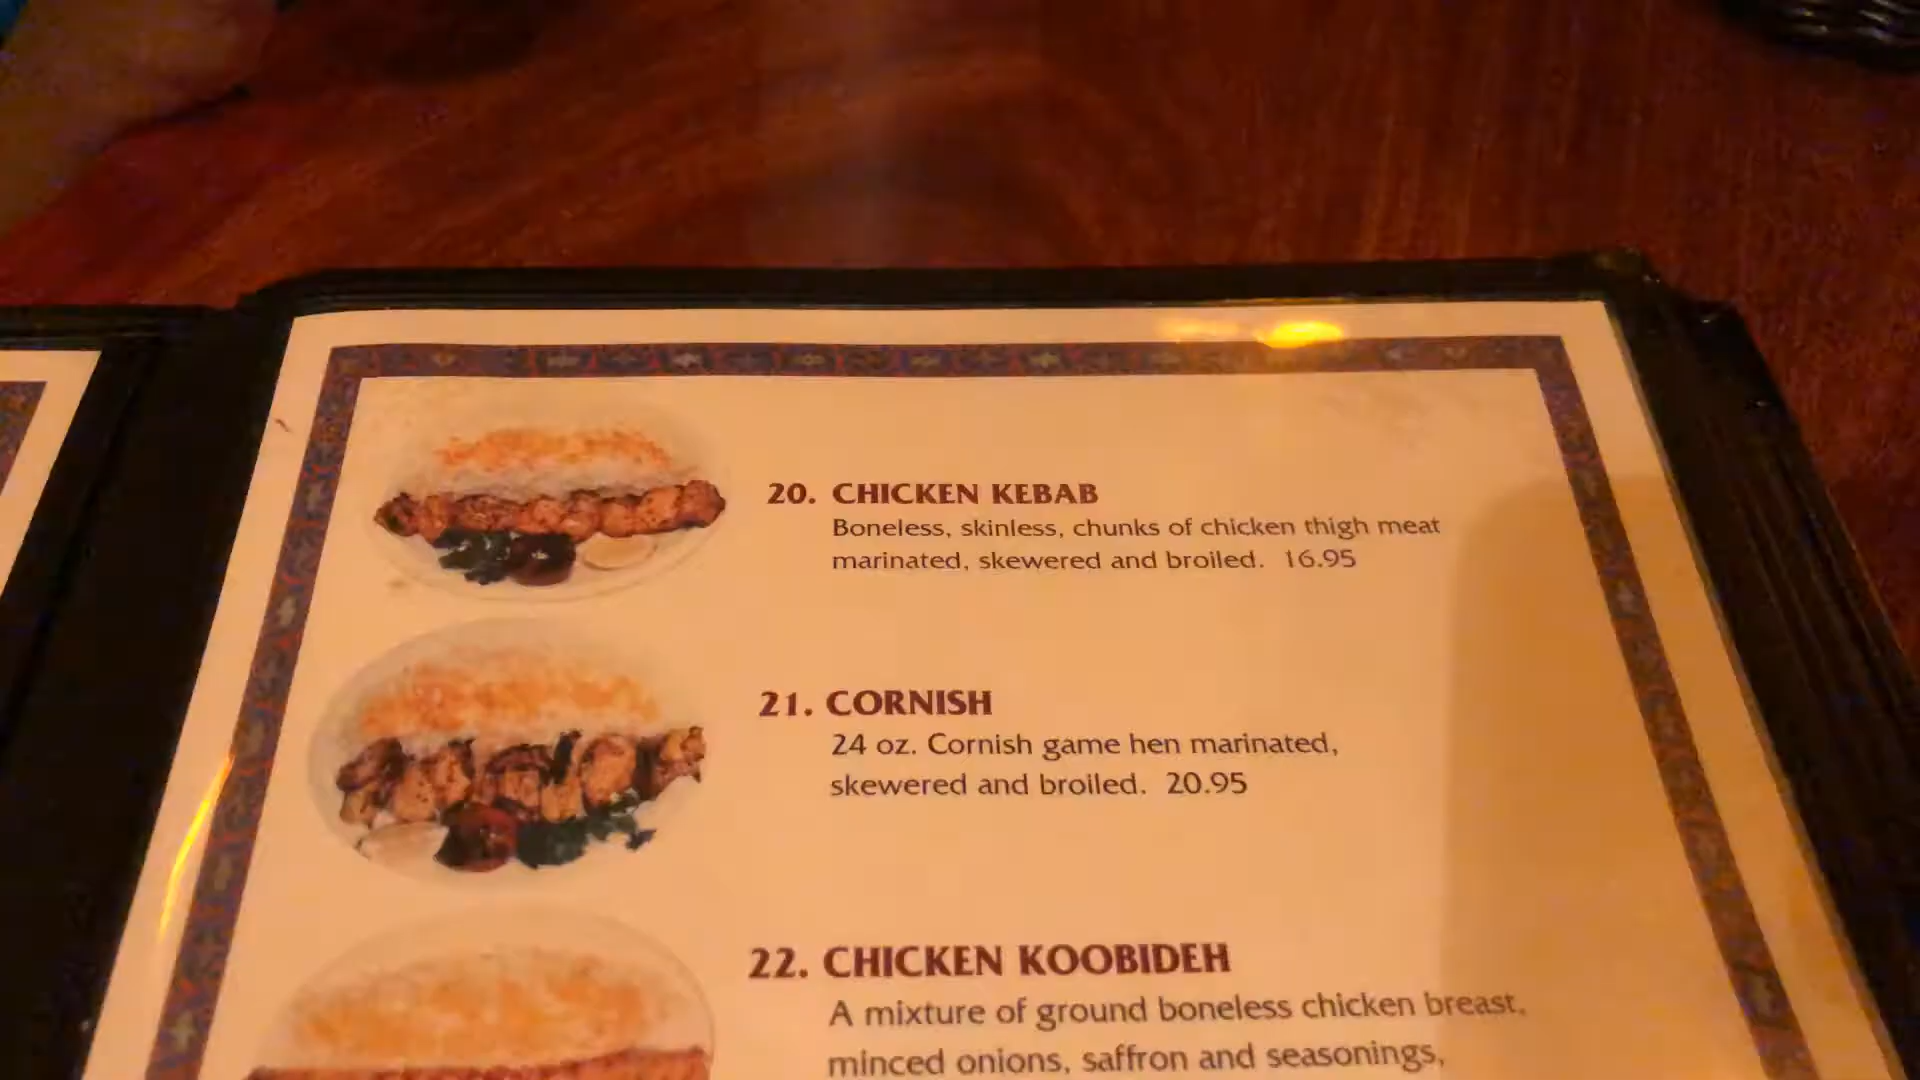 20. CHICKEN KEBAB
Boneless, skinless, chunks of chicken thigh meat
marinated, skewered and broiled. 16.95
21. CORNISH
24 oz. Cornish game hen marinated,
skewered and broiled. 20.95
22. CHICKEN KOOBIDEH
A mixture of ground boneless chicken breast,
minced onions, saffron and seasonings,